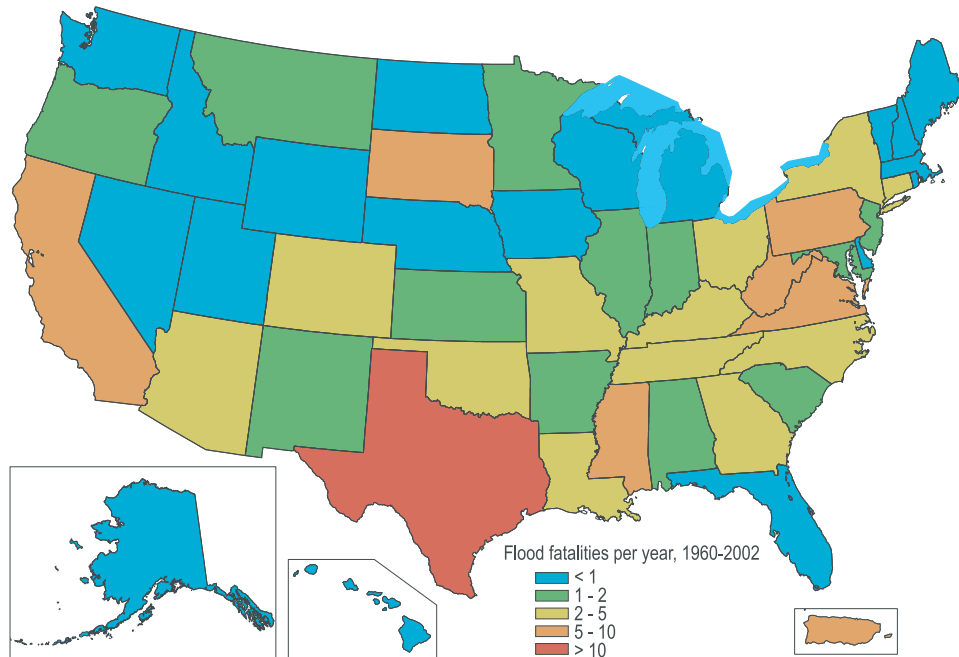 Flood fatalities per year, 1960-2002
< 1
1 - 2
2 - 5
5 - 10
> 10